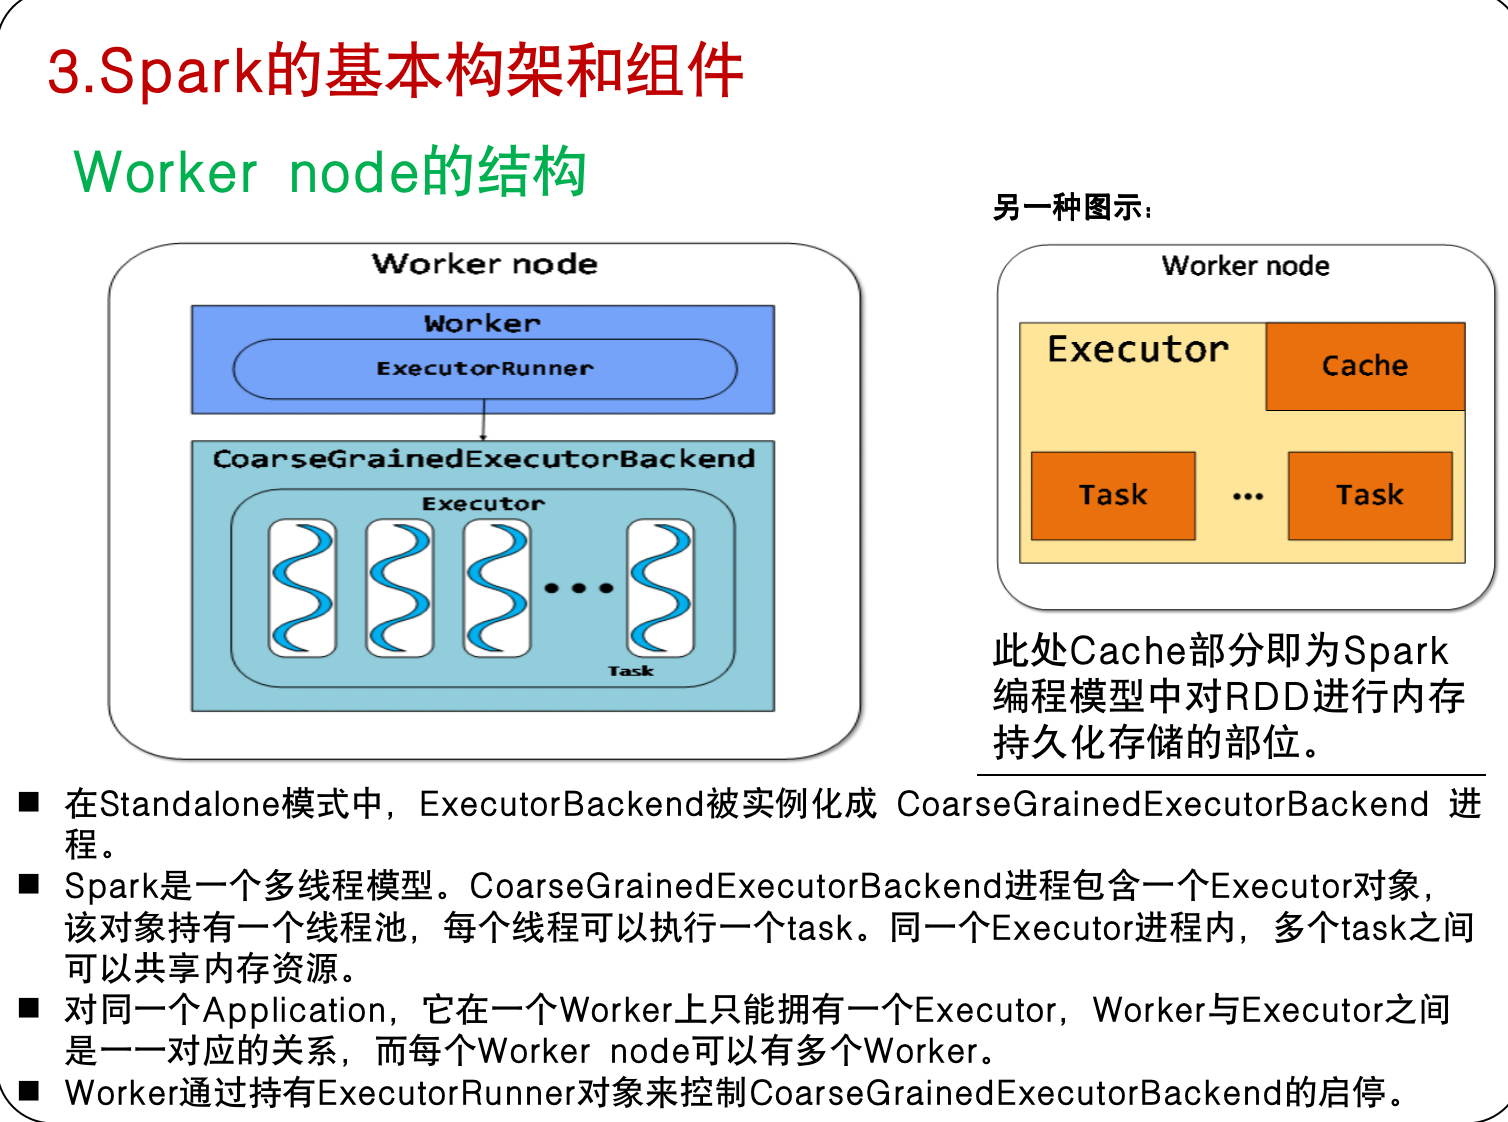 3.Spark的基本构架和组件
Worker node的结构
Worker node
Worker
ExecutorRunner
CoarseGrainedExecutorBackend
Executor
Task
另一种图示：
Worker node
Executor
Cache
Task
...
Task
此处Cache部分即为Spark
编程模型中对RDD进行内存
持久化存储的部位。
■ 在Standalone模式中，ExecutorBackend被实例化成 CoarseGrainedExecutorBackend 进
程。
■ Spark是一个多线程模型。CoarseGrainedExecutorBackend进程包含一个Executor对象，
该对象持有一个线程池，每个线程可以执行一个task。同一个Executor进程内，多个task之间
可以共享内存资源。
■ 对同一个Application，它在一个Worker上只能拥有一个Executor，Worker与Executor之间
是一一对应的关系，而每个Worker node可以有多个Worker。
■ Worker通过持有ExecutorRunner对象来控制CoarseGrainedExecutorBackend的启停。